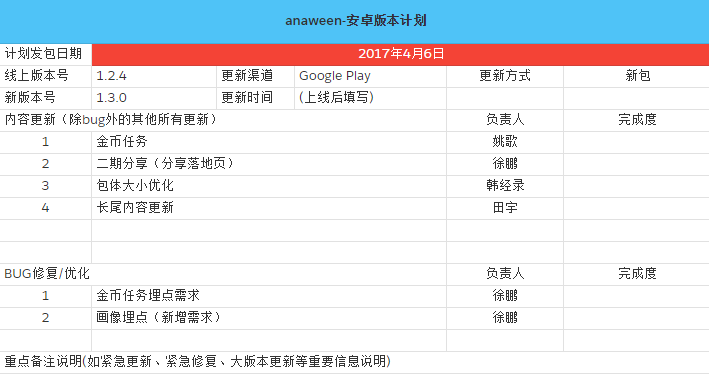 anaween-安卓版本计划
计划发包日期 2017年4月6日
线上版本号 1.2.4 更新渠道 Google Play 更新方式 新包
新版本号 1.3.0 更新时间 (上线后填写)
内容更新（除bug外的其他所有更新） 负责人 完成度
1 金币任务 姚歌
2 二期分享（分享落地页） 徐鹏
3 包体大小优化 韩经录
4 长尾内容更新 田宇
BUG修复/优化 负责人 完成度
1 金币任务埋点需求 徐鹏
2 画像埋点（新增需求） 徐鹏
重点备注说明(如紧急更新、紧急修复、大版本更新等重要信息说明)